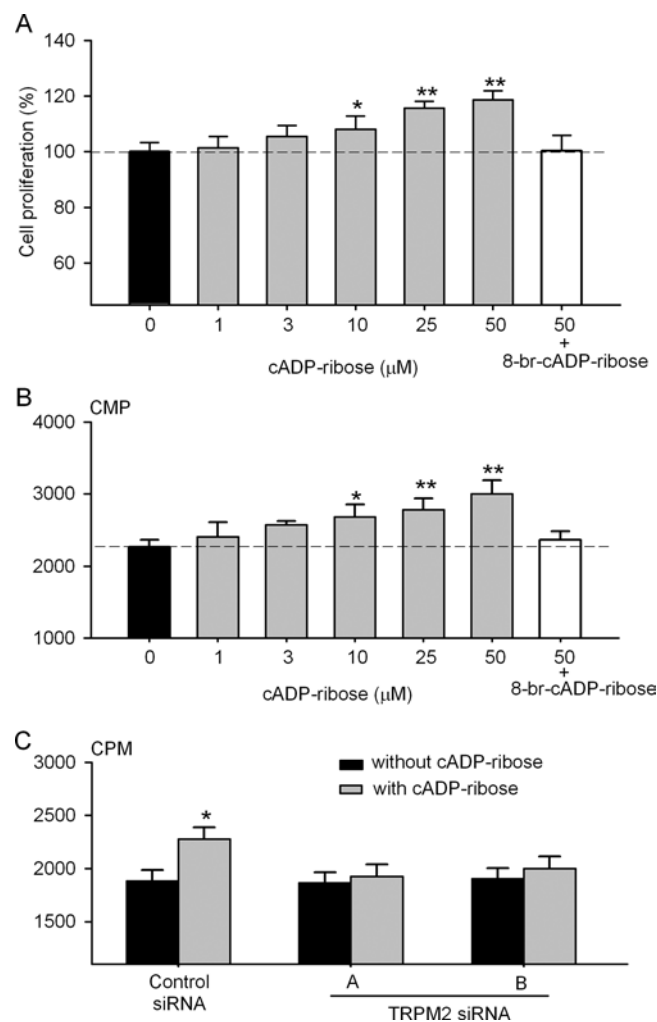 A
140
120
100
80
60
Cell proliferation (%)
*
**
**
0 1 3 10 25 50 50
+
8-br-cADP-ribose
cADP-ribose (µM)
B
CMP
4000
3000
2000
1000
*
**
**
0 1 3 10 25 50 50
+
8-br-cADP-ribose
cADP-ribose (µM)
C
CPM
3000
2500
2000
1500
without cADP-ribose
with cADP-ribose
*
Control
siRNA
A B
TRPM2 siRNA